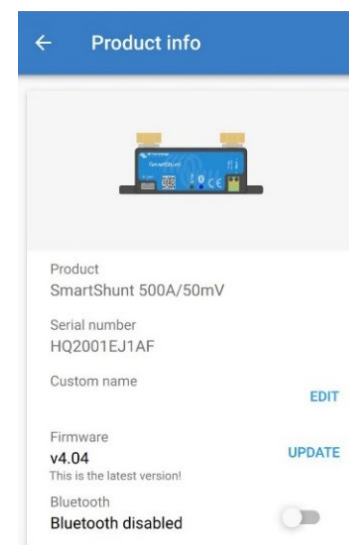 Product info
SmartShunt
Product
SmartShunt 500A/50mV
Serial number
HQ2001EJ1AF
Custom name
EDIT
Firmware
v4.04
UPDATE
This is the latest version!
Bluetooth
Bluetooth disabled